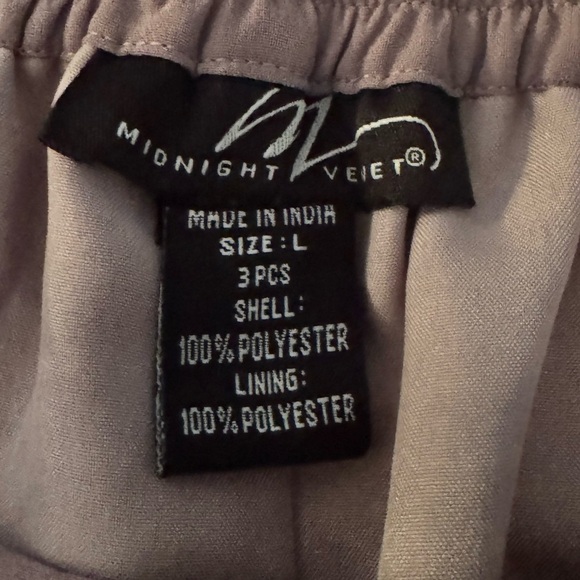 MIDNIGHT VELVET®
MADE IN INDIA
SIZE: L
3 PCS
SHELL:
100% POLYESTER
LINING:
100% POLYESTER